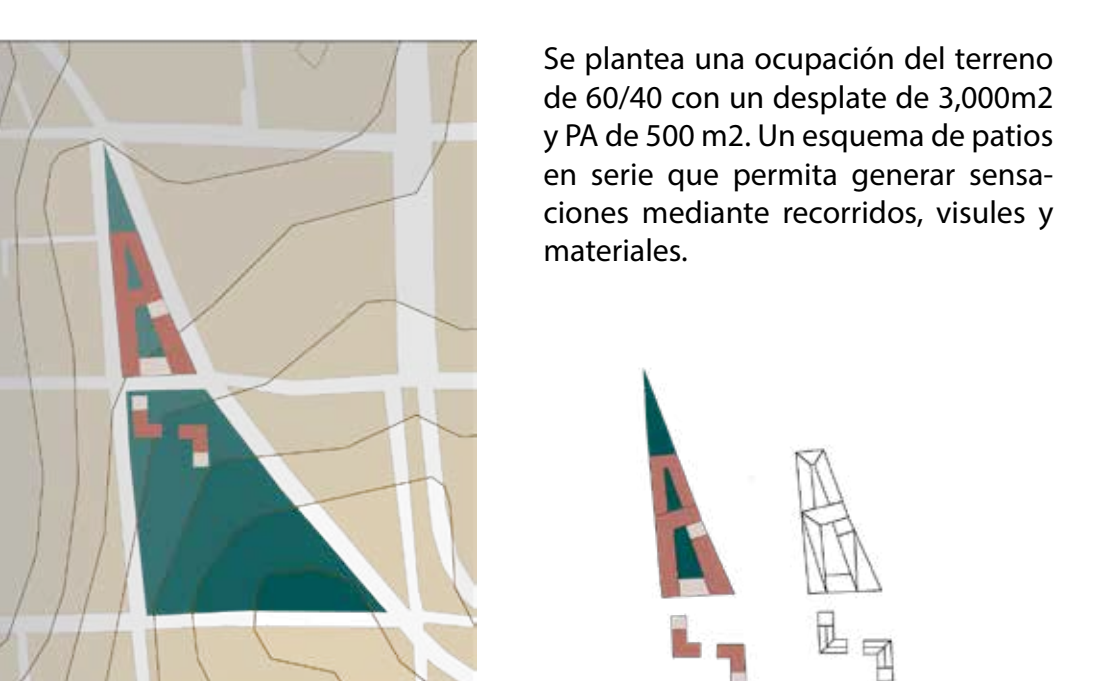 Se plantea una ocupación del terreno
de 60/40 con un desplate de 3,000m2
y PA de 500 m2. Un esquema de patios
en serie que permita generar sensa-
ciones mediante recorridos, visules y
materiales.